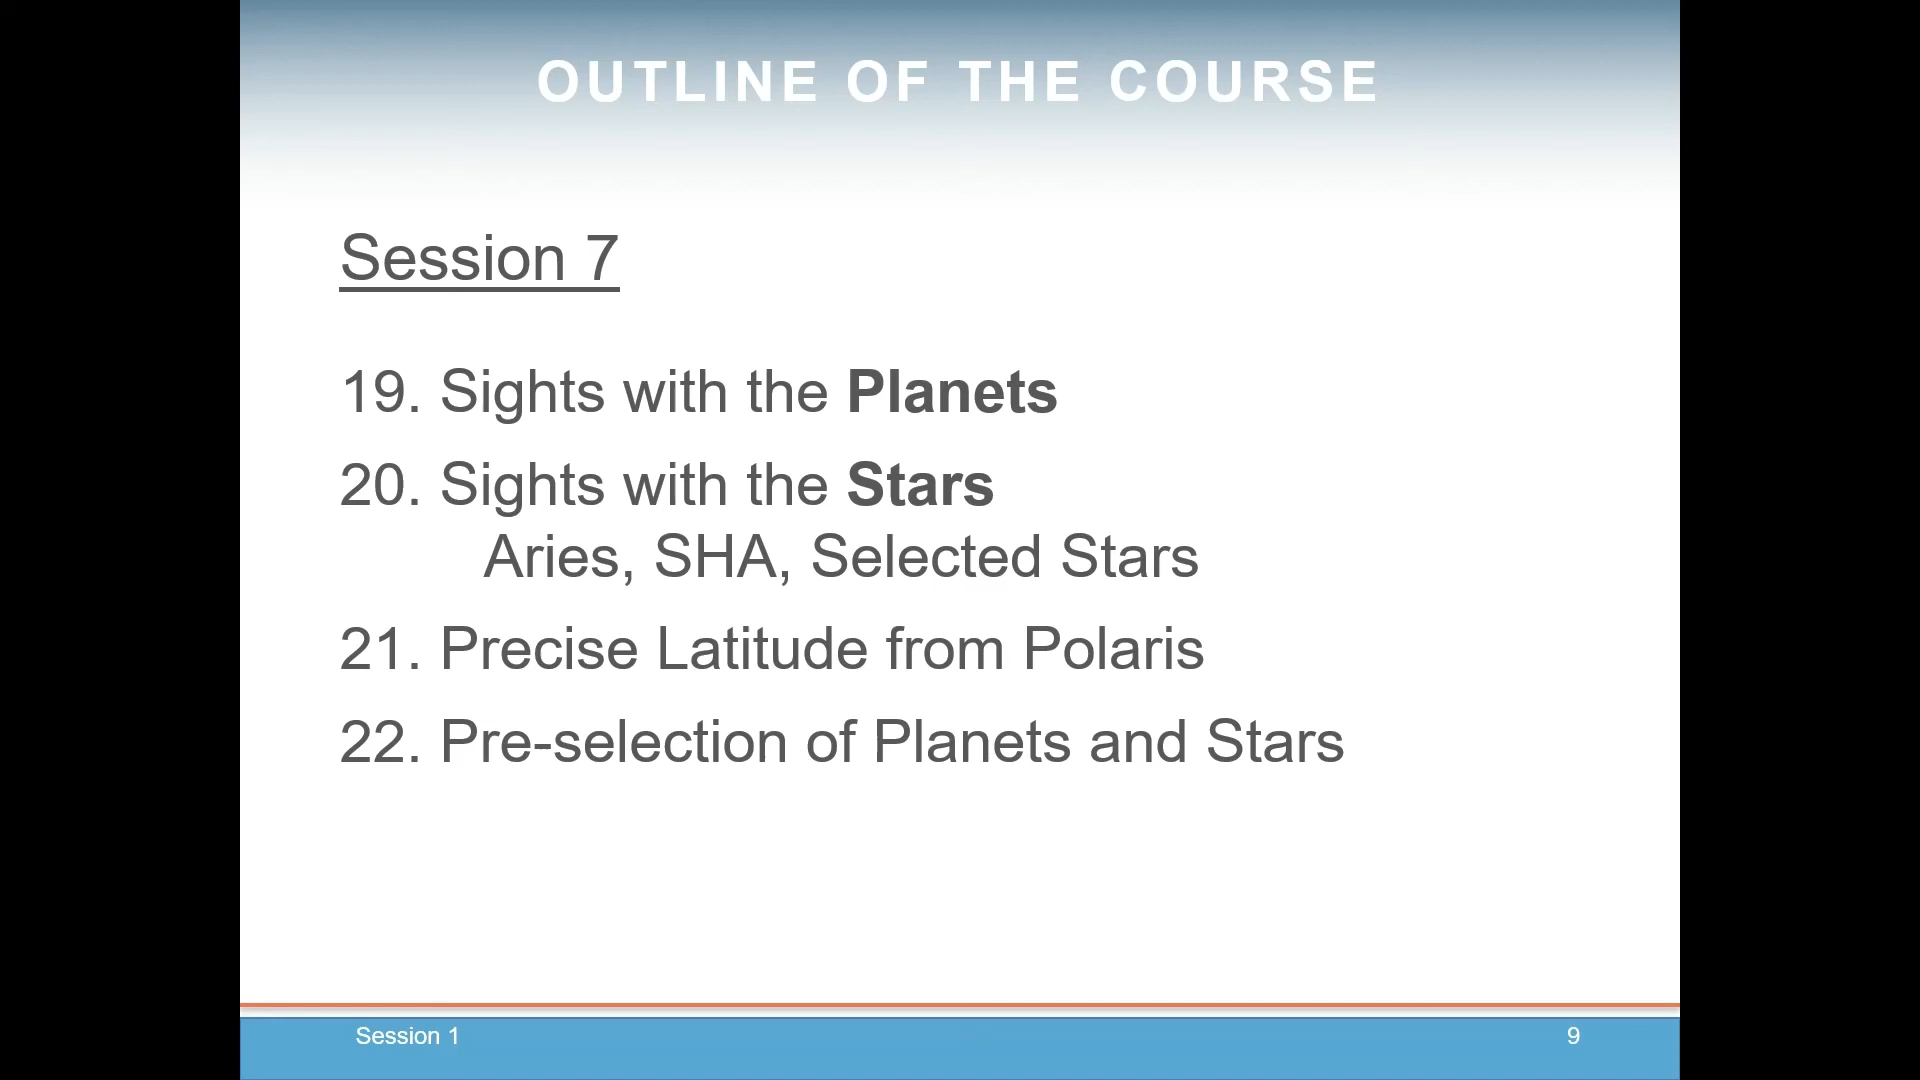 OUTLINE OF THE COURSE
Session 7
19. Sights with the Planets
20. Sights with the Stars
Aries, SHA, Selected Stars
21. Precise Latitude from Polaris
22. Pre-selection of Planets and Stars
Session 1
9